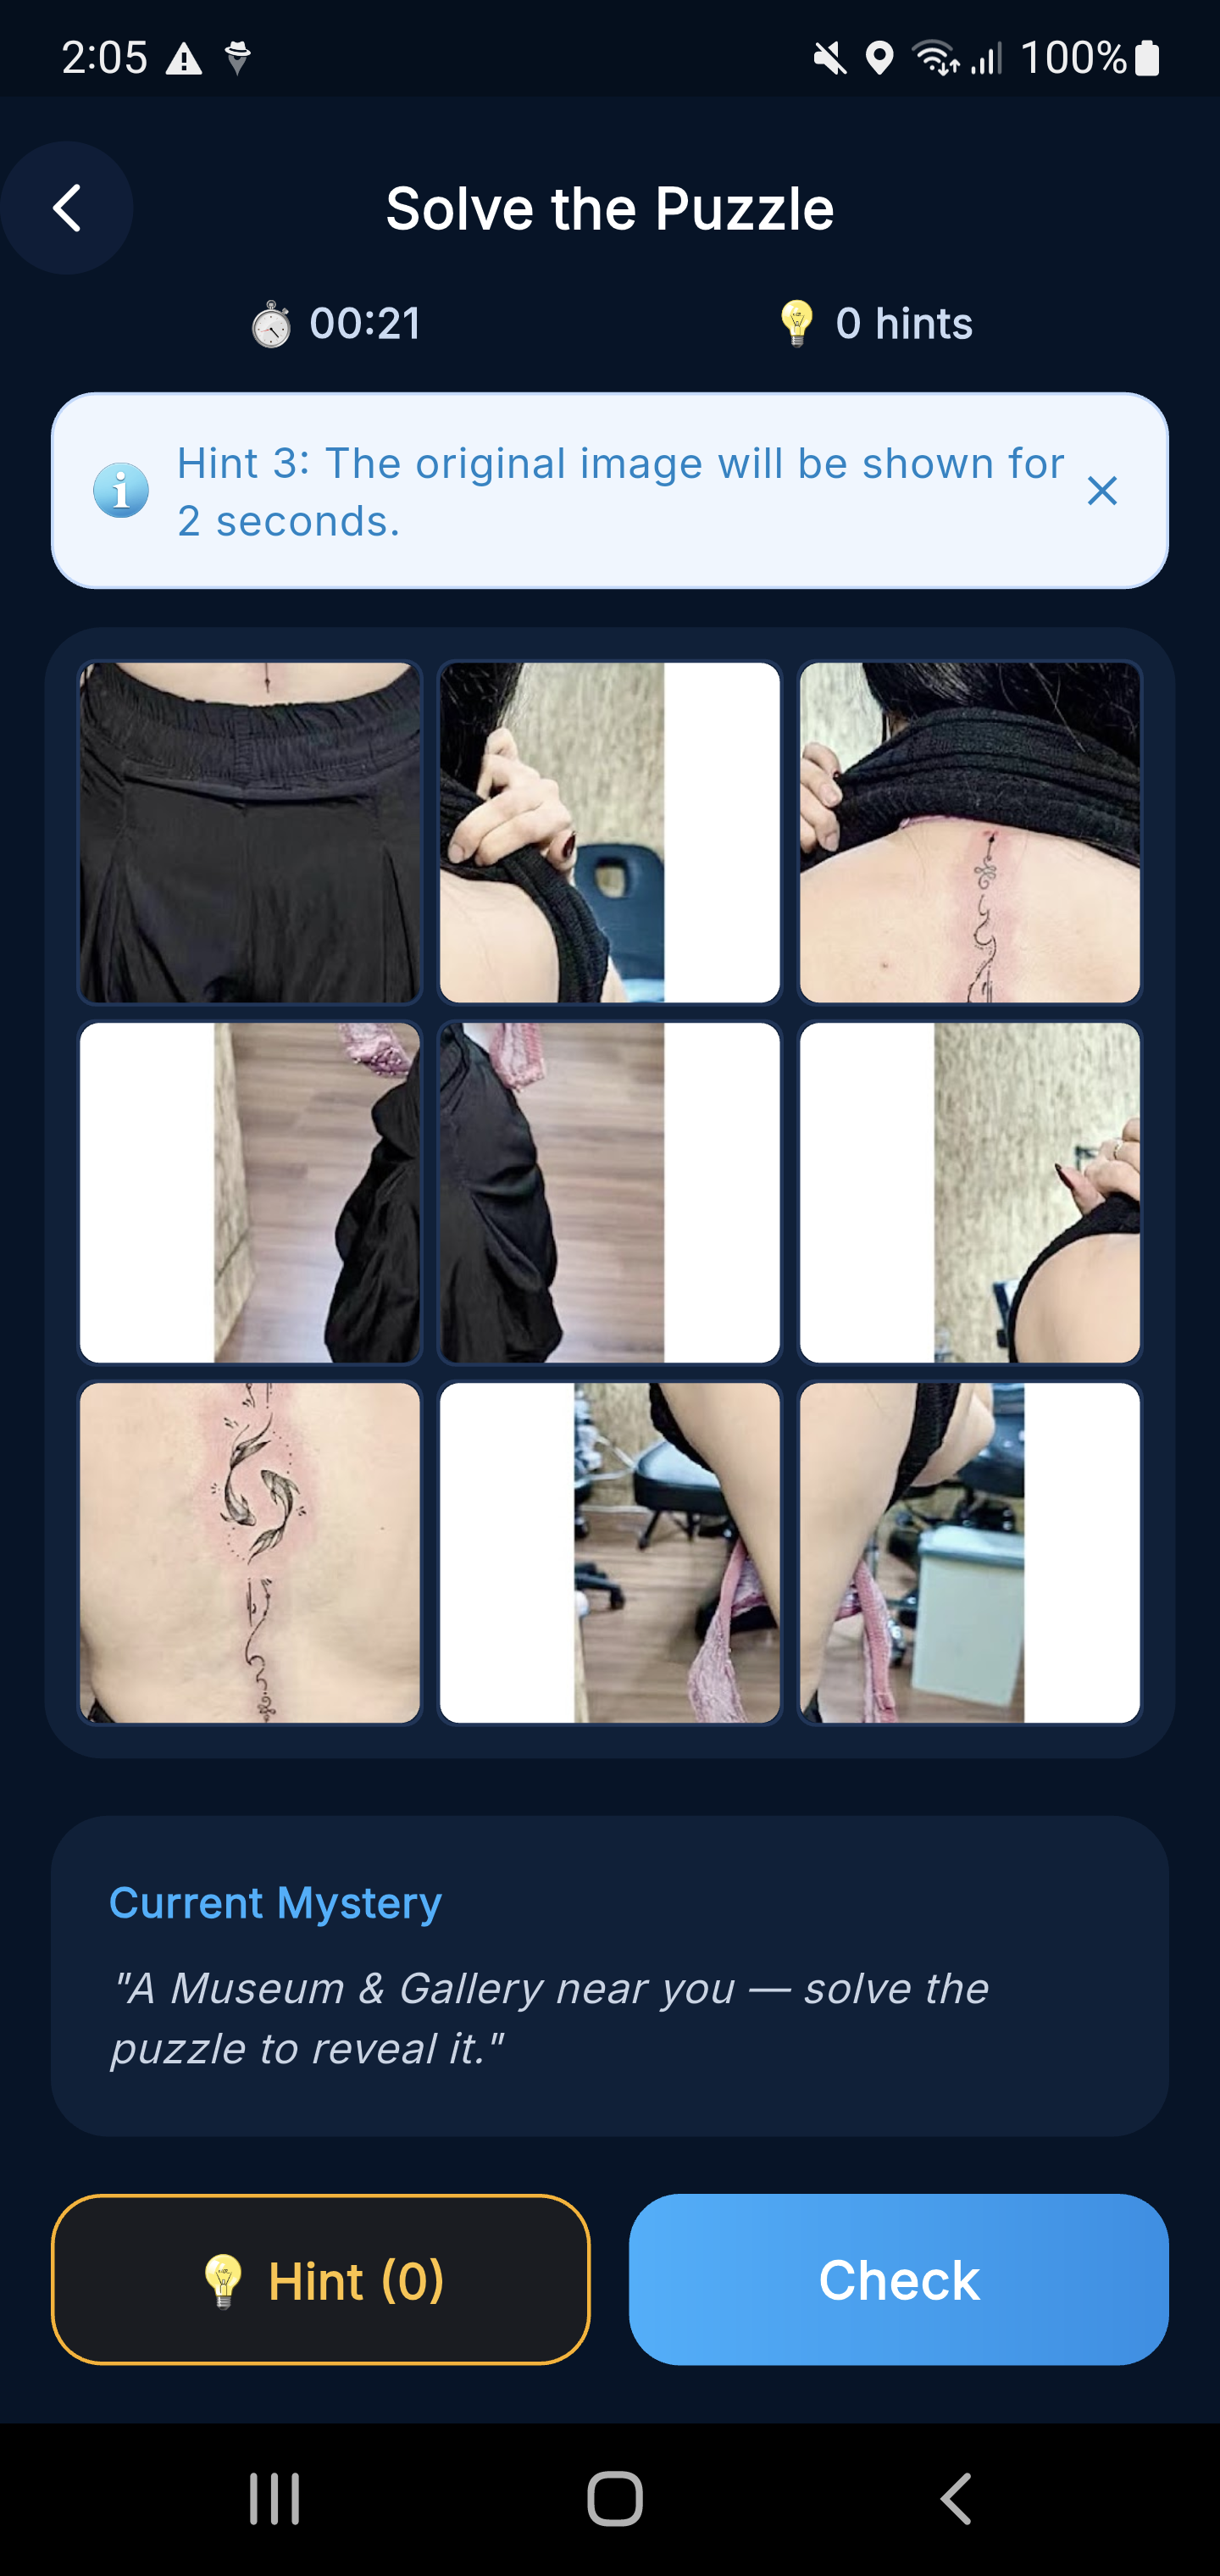 2:05
100%
Solve the Puzzle
00:21
0 hints
Hint 3: The original image will be shown for
2 seconds.
Current Mystery
"A Museum & Gallery near you — solve the
puzzle to reveal it."
Hint (0)
Check